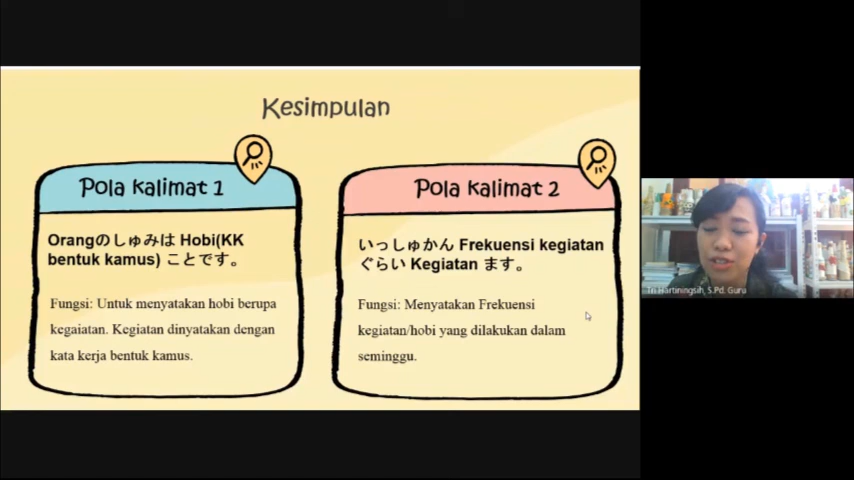 Kesimpulan
Pola kalimat 1
Orangのしゅみは Hobi(KK
bentuk kamus) ことです。
Fungsi: Untuk menyatakan hobi berupa
kegaiatan. Kegiatan dinyatakan dengan
kata kerja bentuk kamus.
Pola kalimat 2
いっしゅかん Frekuensi kegiatan
ぐらい Kegiatan ます。
Fungsi: Menyatakan Frekuensi
kegiatan/hobi yang dilakukan dalam
seminggu.
Tri Hartiningsih, S.Pd. Guru